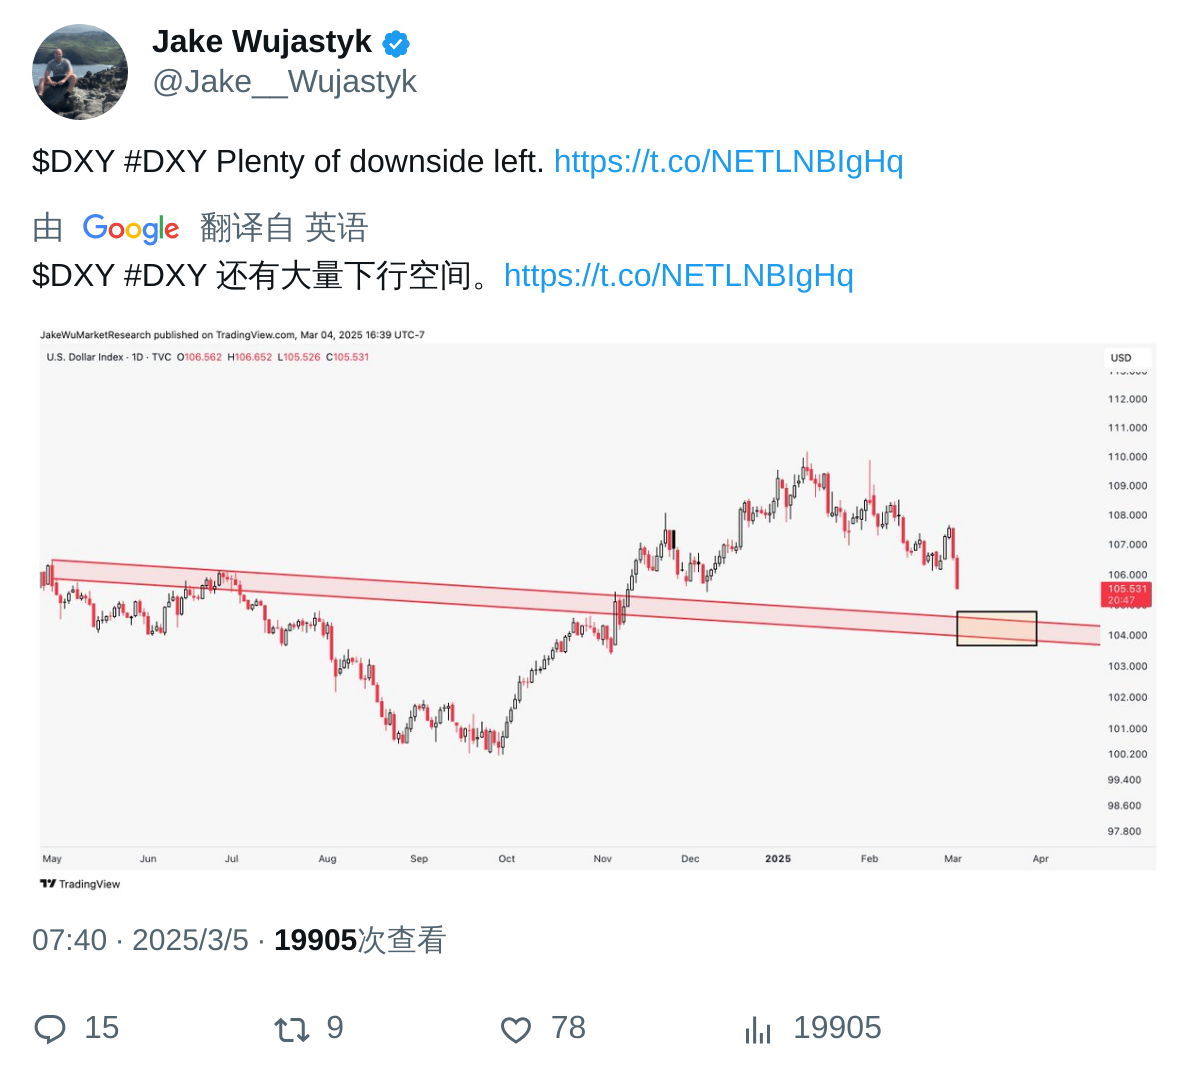 Jake Wujastyk
@Jake__Wujastyk
$DXY #DXY Plenty of downside left. https://t.co/NETLNBIgHq
由 Google 翻译自 英语
$DXY #DXY 还有大量下行空间。https://t.co/NETLNBIgHq
JakeWuMarketResearch published on TradingView.com, Mar 04, 2025 16:39 UTC-7
U.S. Dollar Index · 1D · TVC O106.562 H106.652 L105.526 C105.531
USD
112.000
111.000
110.000
109.000
108.000
107.000
106.000
105.531
20:47
104.000
103.000
102.000
101.000
100.200
99.400
98.600
97.800
May Jun Jul Aug Sep Oct Nov Dec 2025 Feb Mar Apr
TradingView
07:40 · 2025/3/5 · 19905次查看
15 9 78 19905